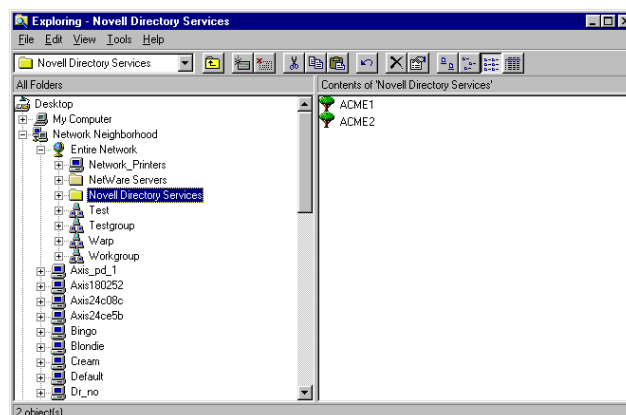 Exploring - Novell Directory Services
File Edit View Tools Help
Novell Directory Services
All Folders
Contents of 'Novell Directory Services'
Desktop
My Computer
Network Neighborhood
Entire Network
Network_Printers
NetWare Servers
Novell Directory Services
Test
Testgroup
Warp
Workgroup
Axis_pd_1
Axis180252
Axis24c08c
Axis24ce5b
Bingo
Blondie
Cream
Default
Dr_no
ACME1
ACME2
2 object(s)